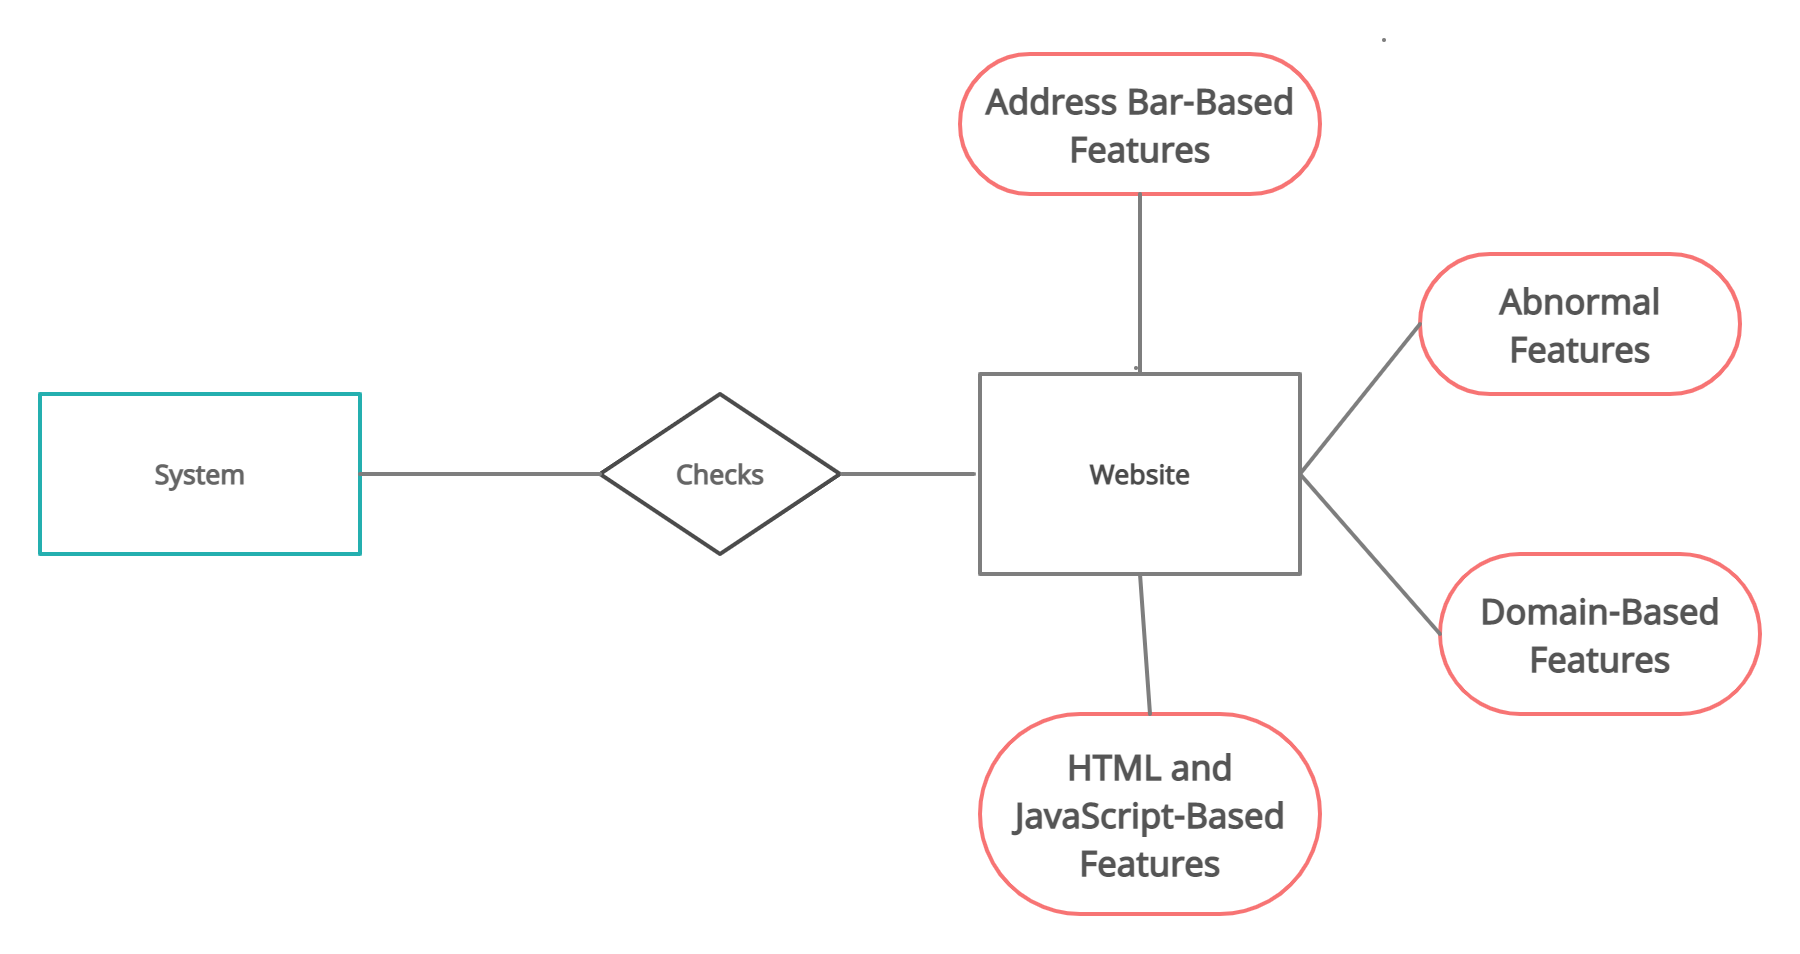 Address Bar-Based
Features
Abnormal
Features
System
Checks
Website
Domain-Based
Features
HTML and
JavaScript-Based
Features